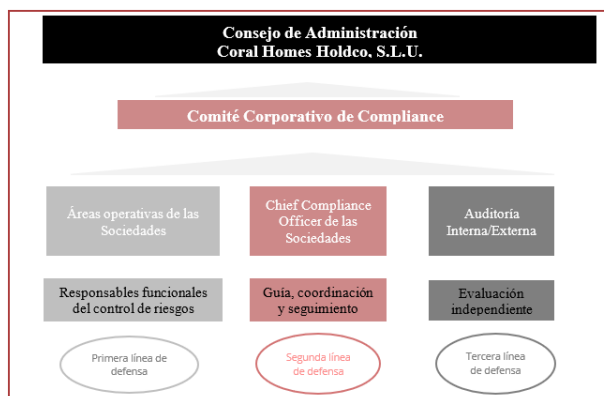 Consejo de Administración
Coral Homes Holdco, S.L.U.
Comité Corporativo de Compliance
Áreas operativas de las
Sociedades
Chief Compliance
Officer de las
Sociedades
Auditoría
Interna/Externa
Responsables funcionales
del control de riesgos
Guía, coordinación
y seguimiento
Evaluación
independiente
Primera línea de
defensa
Segunda línea
de defensa
Tercera línea
de defensa